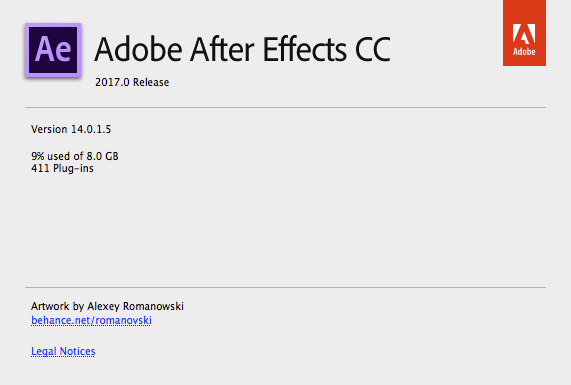 Ae
Adobe After Effects CC
Adobe
2017.0 Release
Version 14.0.1.5
9% used of 8.0 GB
411 Plug-ins
Artwork by Alexey Romanowski
behance.net/romanovski
Legal Notices